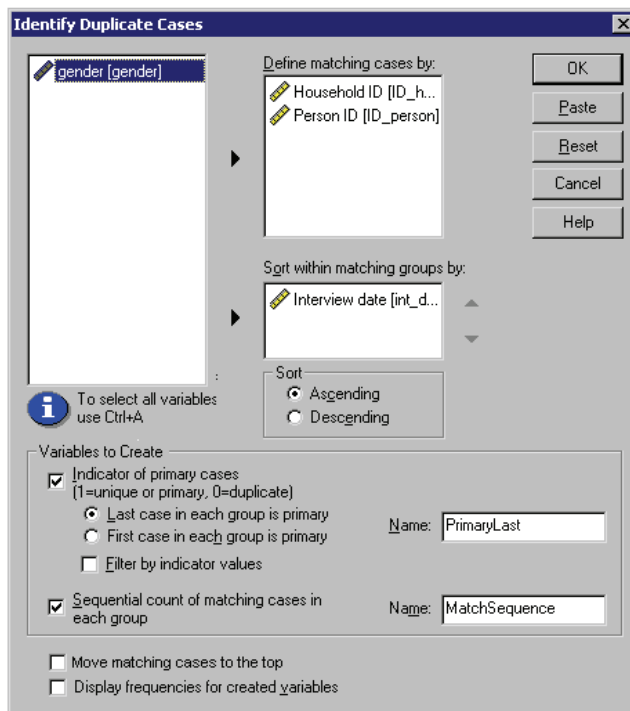 Identify Duplicate Cases
gender [gender]
Define matching cases by:
Household ID [ID_h...
Person ID [ID_person]
OK
Paste
Reset
Cancel
Help
Sort within matching groups by:
Interview date [int_d...
Sort
Ascending
Descending
To select all variables
use Ctrl+A
Variables to Create
Indicator of primary cases
(1=unique or primary, 0=duplicate)
Last case in each group is primary
First case in each group is primary
Name: PrimaryLast
Filter by indicator values
Sequential count of matching cases in
each group
Name: MatchSequence
Move matching cases to the top
Display frequencies for created variables